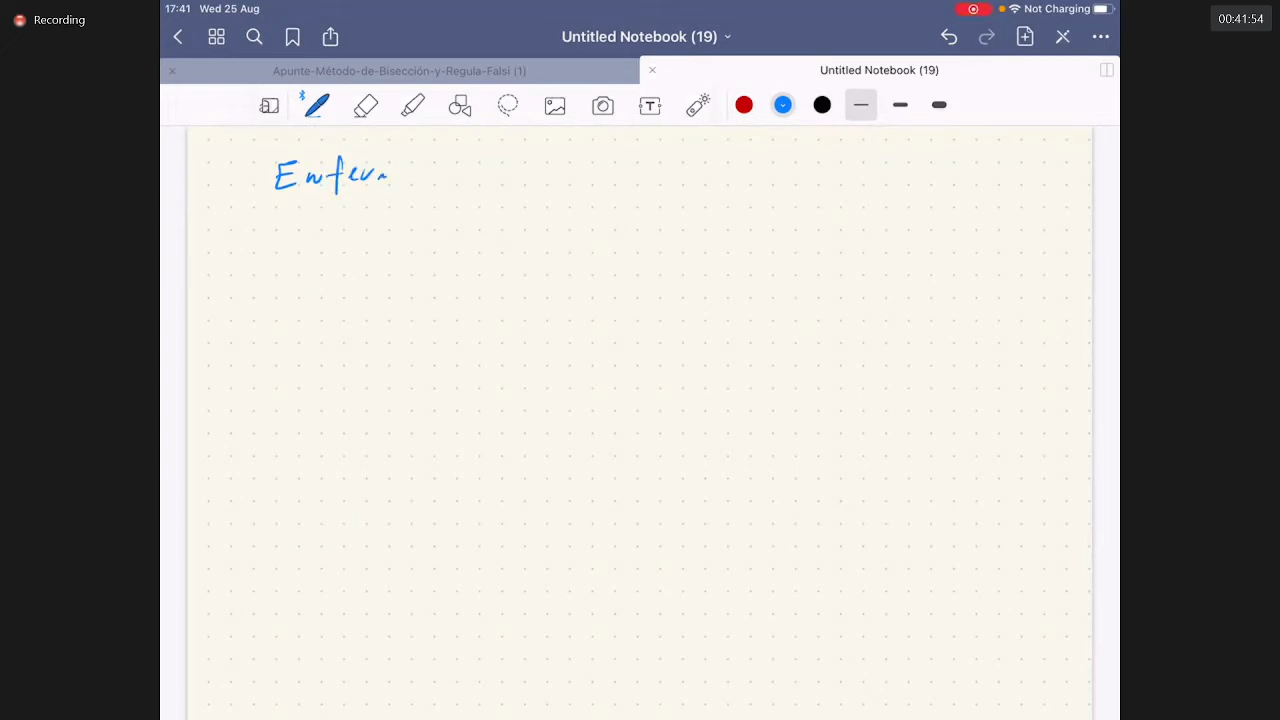 Recording
17:41 Wed 25 Aug
Not Charging
00:41:54
Untitled Notebook (19)
Apunte-Método-de-Bisección-y-Regula-Falsi (1)
Untitled Notebook (19)
T